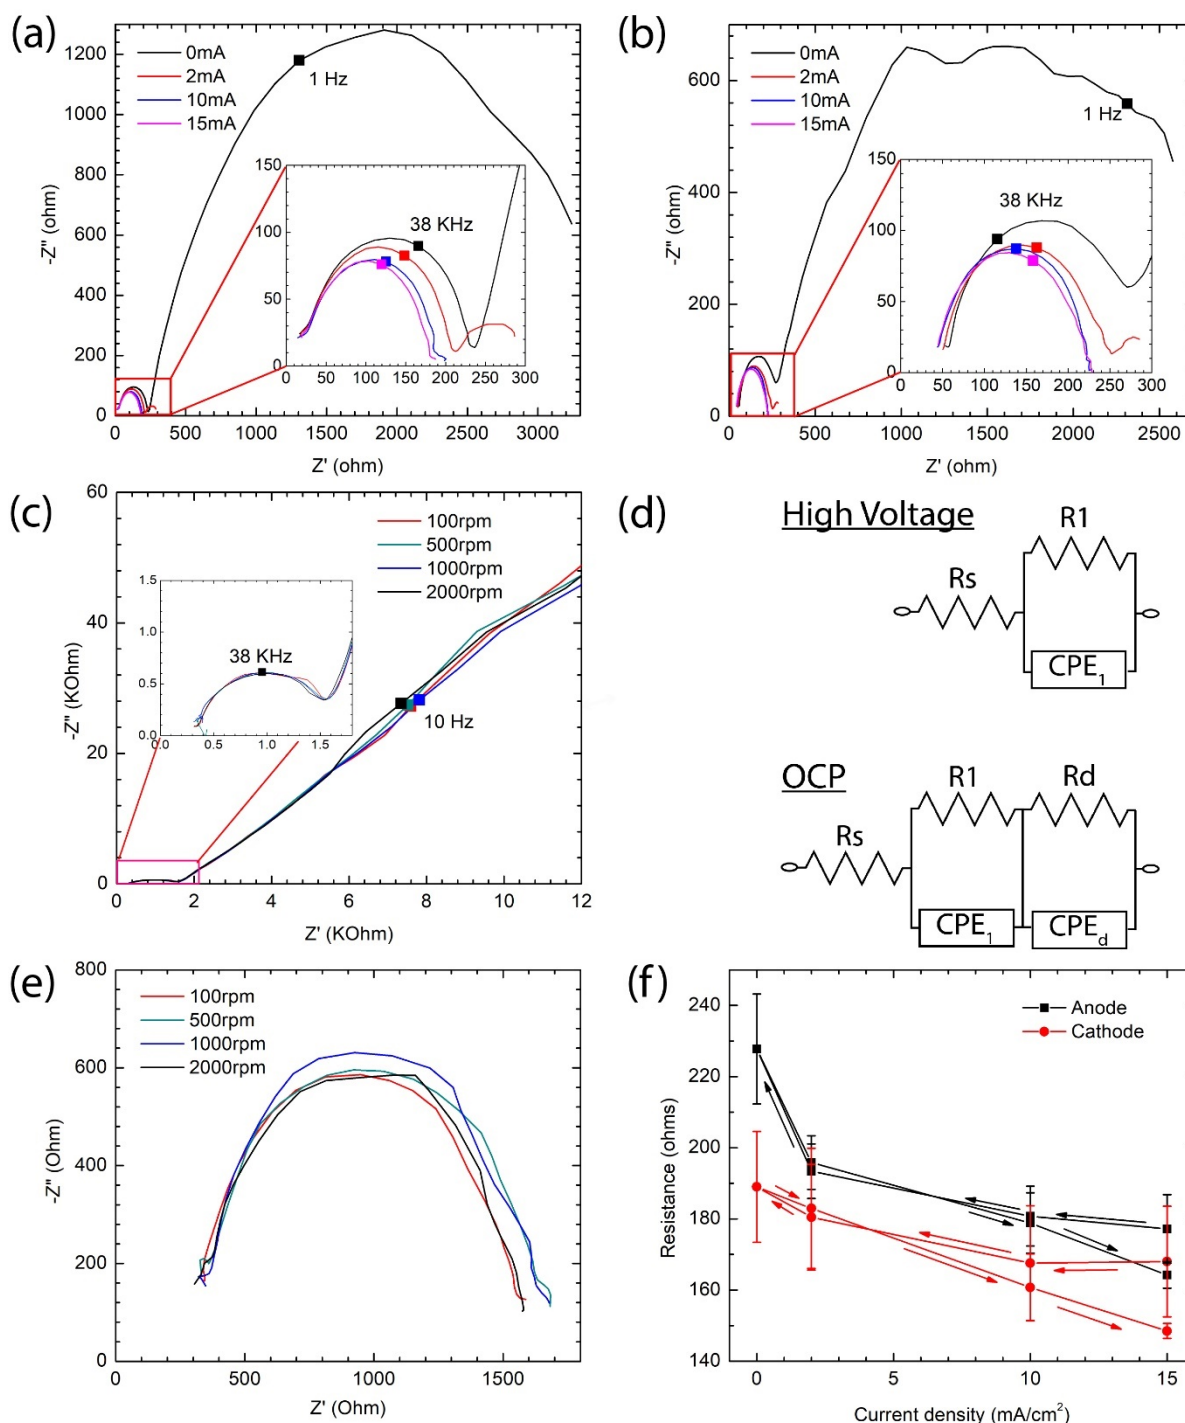 (a)
0mA
2mA
10mA
15mA
1 Hz
38 KHz
150
100
50
0
0 50 100 150 200 250 300
1200
1000
800
600
400
200
0
0 500 1000 1500 2000 2500 3000
-Z" (ohm)
Z' (ohm)
(b)
0mA
2mA
10mA
15mA
1 Hz
38 KHz
150
100
50
0
0 50 100 150 200 250 300
600
400
200
0
0 500 1000 1500 2000 2500
-Z" (ohm)
Z' (ohm)
(c)
100rpm
500rpm
1000rpm
2000rpm
38 KHz
10 Hz
1.5
1.0
0.5
0.0
0.0 0.5 1.0 1.5
60
40
20
0
0 2 4 6 8 10 12
-Z" (KOhm)
Z' (KOhm)
(d)
High Voltage
R1
Rs
CPE1
OCP
R1 Rd
Rs
CPE1 CPEd
(e)
100rpm
500rpm
1000rpm
2000rpm
800
600
400
200
0
500 1000 1500
-Z" (Ohm)
Z' (Ohm)
(f)
Anode
Cathode
240
220
200
180
160
140
0 5 10 15
Resistance (ohms)
Current density (mA/cm²)